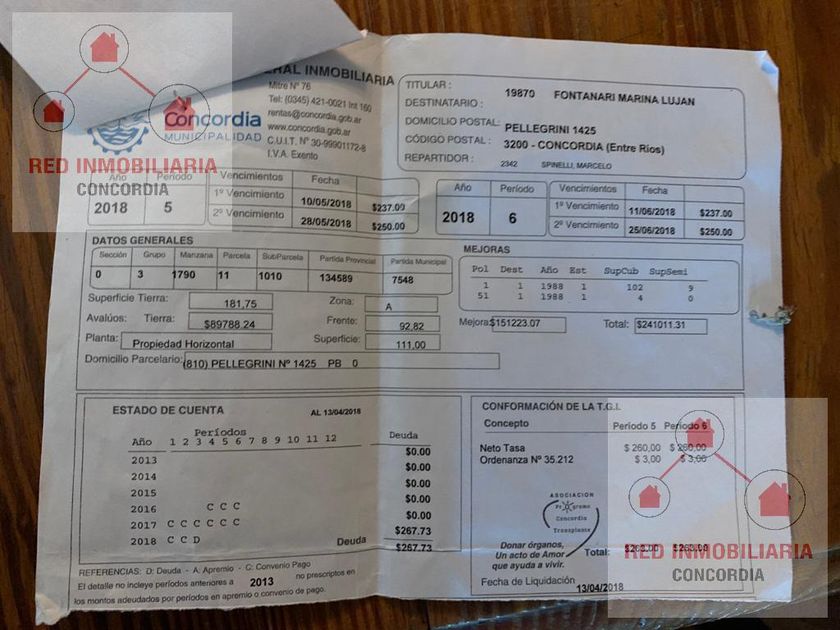 ERAL INMOBILIARIA
Mitre Nº 76
Tel: (0345) 421-0021 Int 160
rentas@concordia.gob.ar
www.concordia.gob.ar
C.U.I.T. Nº 30-99901172-8
I.V.A. Exento
Concordia
MUNICIPALIDAD
RED INMOBILIARIA
CONCORDIA
TITULAR : 19870 FONTANARI MARINA LUJAN
DESTINATARIO :
DOMICILIO POSTAL: PELLEGRINI 1425
CÓDIGO POSTAL : 3200 - CONCORDIA (Entre Rios)
REPARTIDOR : 2342 SPINELLI, MARCELO
Año Período Vencimientos Fecha
2018 5 1º Vencimiento 10/05/2018 $237.00
2º Vencimiento 28/05/2018 $250.00
Año Período Vencimientos Fecha
2018 6 1º Vencimiento 11/06/2018 $237.00
2º Vencimiento 25/06/2018 $250.00
DATOS GENERALES
Sección Grupo Manzana Parcela SubParcela Partida Provincial Partida Municipal
0 3 1790 11 1010 134589 7548
Superficie Tierra: 181,75 Zona: A
Avalúos: Tierra: $89788.24 Frente: 92,82
Planta: Propiedad Horizontal Superficie: 111,00
Domicilio Parcelario: (810) PELLEGRINI Nº 1425 PB 0
MEJORAS
Pol Dest Año Est SupCub SupSemi
1 1 1988 1 102 9
51 1 1988 1 4 0
Mejora: $151223.07 Total: $241011.31
ESTADO DE CUENTA AL 13/04/2018
Períodos
Año 1 2 3 4 5 6 7 8 9 10 11 12 Deuda
2013 $0.00
2014 $0.00
2015 $0.00
2016 C C C $0.00
2017 C C C C C C $0.00
2018 C C D $267.73
Deuda $267.73
REFERENCIAS: D: Deuda - A: Apremio - C: Convenio Pago
El detalle no incleye períodos anteriores a 2013 no prescriptos en
los montos adeudados por períodos en apremio o convenio de pago.
CONFORMACIÓN DE LA T.G.I.
Concepto Período 5 Período 6
Neto Tasa $ 260,00 $ 260,00
Ordenanza Nº 35.212 $ 3,00 $ 3,00
ASOCIACION
Programa
Concordia
Transplante
Donar órganos,
Un acto de Amor
que ayuda a vivir.
Total: $263.00 $263.00
Fecha de Liquidación 13/04/2018
RED INMOBILIARIA
CONCORDIA